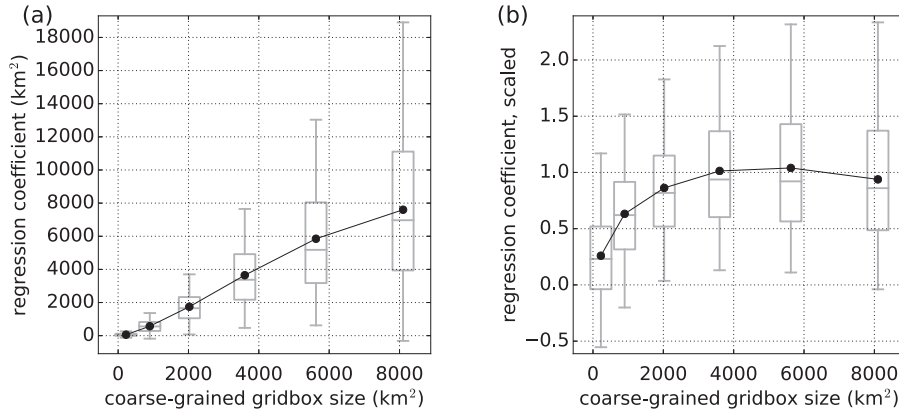 (a)
18000
16000
14000
12000
10000
8000
6000
4000
2000
0
regression coefficient (km²)
0 2000 4000 6000 8000
coarse-grained gridbox size (km²)
(b)
2.0
1.5
1.0
0.5
0.0
−0.5
regression coefficient, scaled
0 2000 4000 6000 8000
coarse-grained gridbox size (km²)